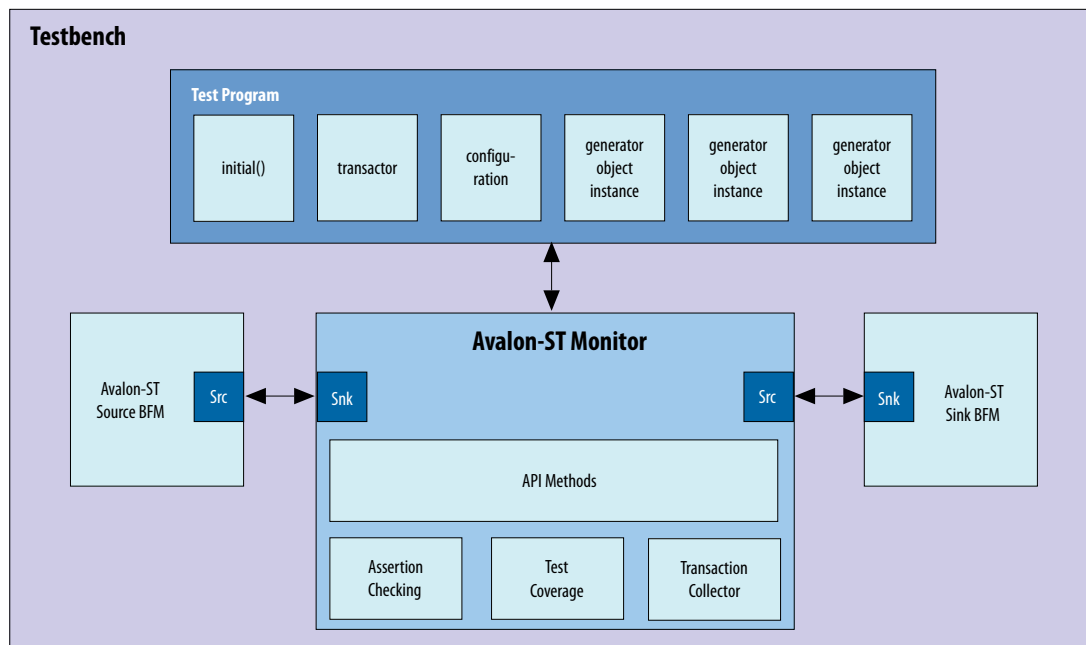 Testbench
Test Program
initial()
transactor
configu-
ration
generator
object
instance
generator
object
instance
generator
object
instance
Avalon-ST Monitor
Avalon-ST
Source BFM
Src
Snk
Src
Snk
Avalon-ST
Sink BFM
API Methods
Assertion
Checking
Test
Coverage
Transaction
Collector